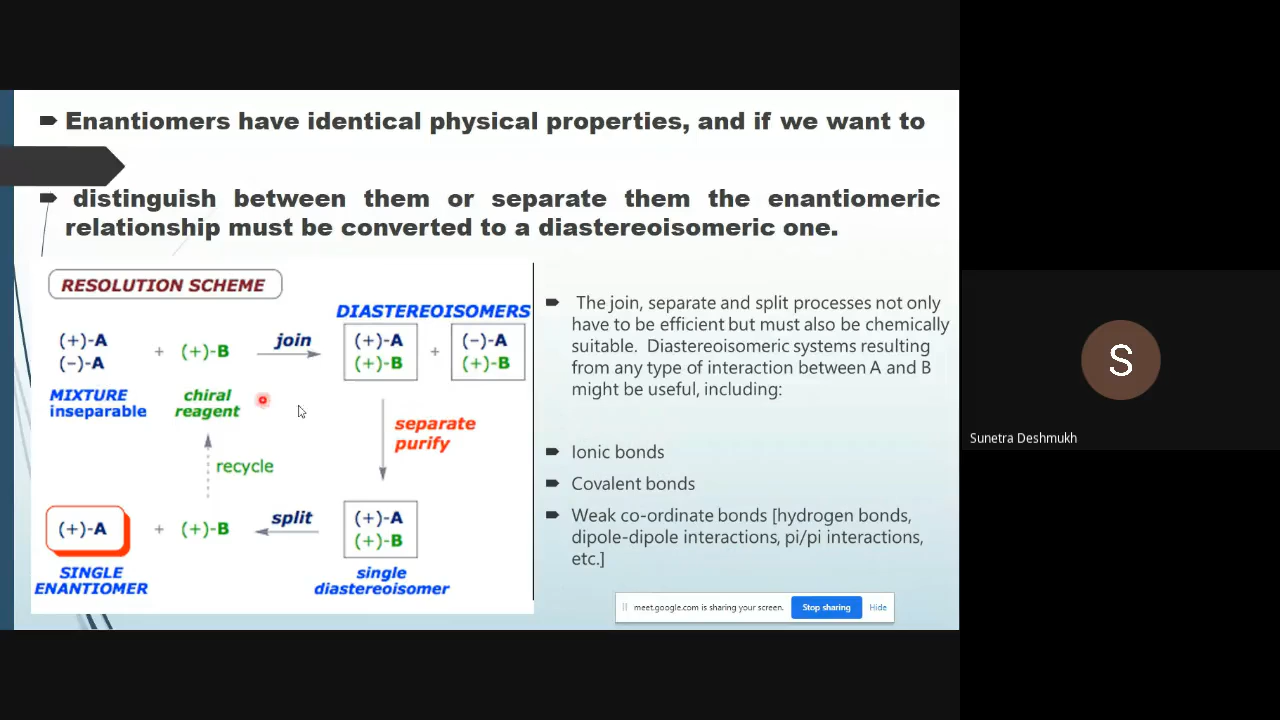 Enantiomers have identical physical properties, and if we want to
distinguish between them or separate them the enantiomeric
relationship must be converted to a diastereoisomeric one.
RESOLUTION SCHEME
DIASTEREOISOMERS
(+)-A
(−)-A
+
(+)-B
join
(+)-A
(+)-B
+
(−)-A
(+)-B
MIXTURE
inseparable
chiral
reagent
separate
purify
recycle
(+)-A
+
(+)-B
split
(+)-A
(+)-B
SINGLE
ENANTIOMER
single
diastereoisomer
The join, separate and split processes not only
have to be efficient but must also be chemically
suitable. Diastereoisomeric systems resulting
from any type of interaction between A and B
might be useful, including:
Ionic bonds
Covalent bonds
Weak co-ordinate bonds [hydrogen bonds,
dipole-dipole interactions, pi/pi interactions,
etc.]
meet.google.com is sharing your screen. Stop sharing Hide
S
Sunetra Deshmukh